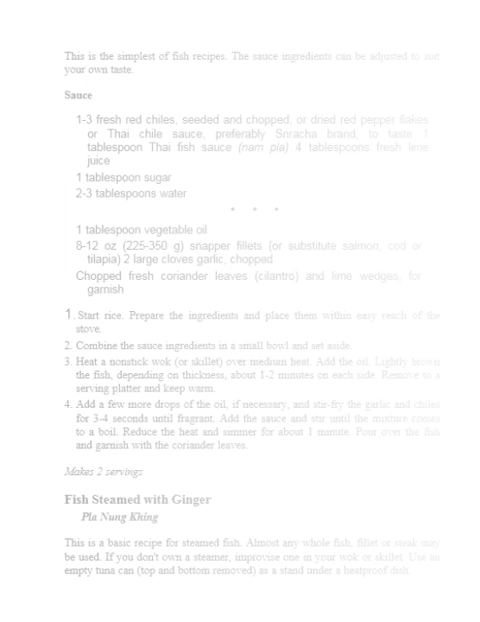 This is the simplest of fish recipes. The sauce ingredients can be adjusted to suit
your own taste.
Sauce
1-3 fresh red chiles, seeded and chopped, or dried red pepper flakes
or Thai chile sauce, preferably Sriracha brand, to taste 1
tablespoon Thai fish sauce (nam pla) 4 tablespoons fresh lime
juice
1 tablespoon sugar
2-3 tablespoons water
* * *
1 tablespoon vegetable oil
8-12 oz (225-350 g) snapper fillets (or substitute salmon, cod or
tilapia) 2 large cloves garlic, chopped
Chopped fresh coriander leaves (cilantro) and lime wedges, for
garnish
1. Start rice. Prepare the ingredients and place them within easy reach of the
stove.
2. Combine the sauce ingredients in a small bowl and set aside.
3. Heat a nonstick wok (or skillet) over medium heat. Add the oil. Lightly brown
the fish, depending on thickness, about 1-2 minutes on each side. Remove to a
serving platter and keep warm.
4. Add a few more drops of the oil, if necessary, and stir-fry the garlic and chiles
for 3-4 seconds until fragrant. Add the sauce and stir until the mixture comes
to a boil. Reduce the heat and simmer for about 1 minute. Pour over the fish
and garnish with the coriander leaves.
Makes 2 servings
Fish Steamed with Ginger
Pla Nung Khing
This is a basic recipe for steamed fish. Almost any whole fish, fillet or steak may
be used. If you don't own a steamer, improvise one in your wok or skillet. Use an
empty tuna can (top and bottom removed) as a stand under a heatproof dish.